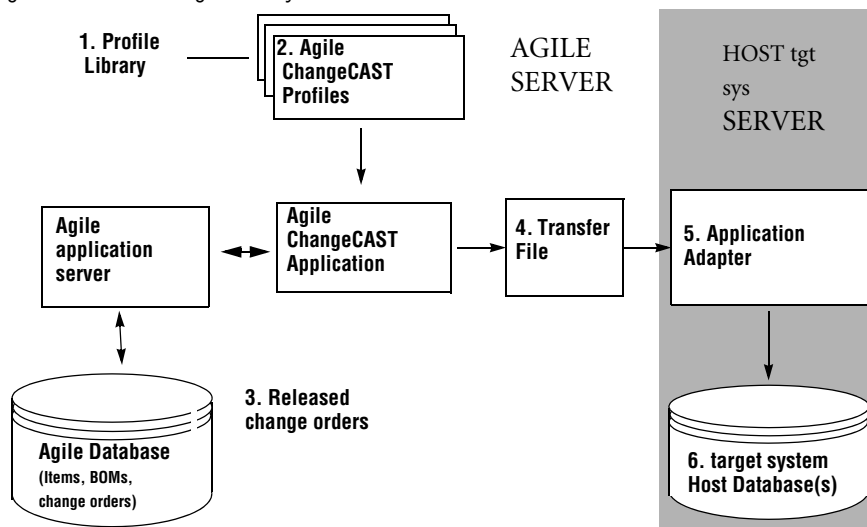 1. Profile
Library
2. Agile
ChangeCAST
Profiles
AGILE
SERVER
HOST tgt
sys
SERVER
Agile
application
server
Agile
ChangeCAST
Application
4. Transfer
File
5. Application
Adapter
3. Released
change orders
Agile Database
(Items, BOMs,
change orders)
6. target system
Host Database(s)